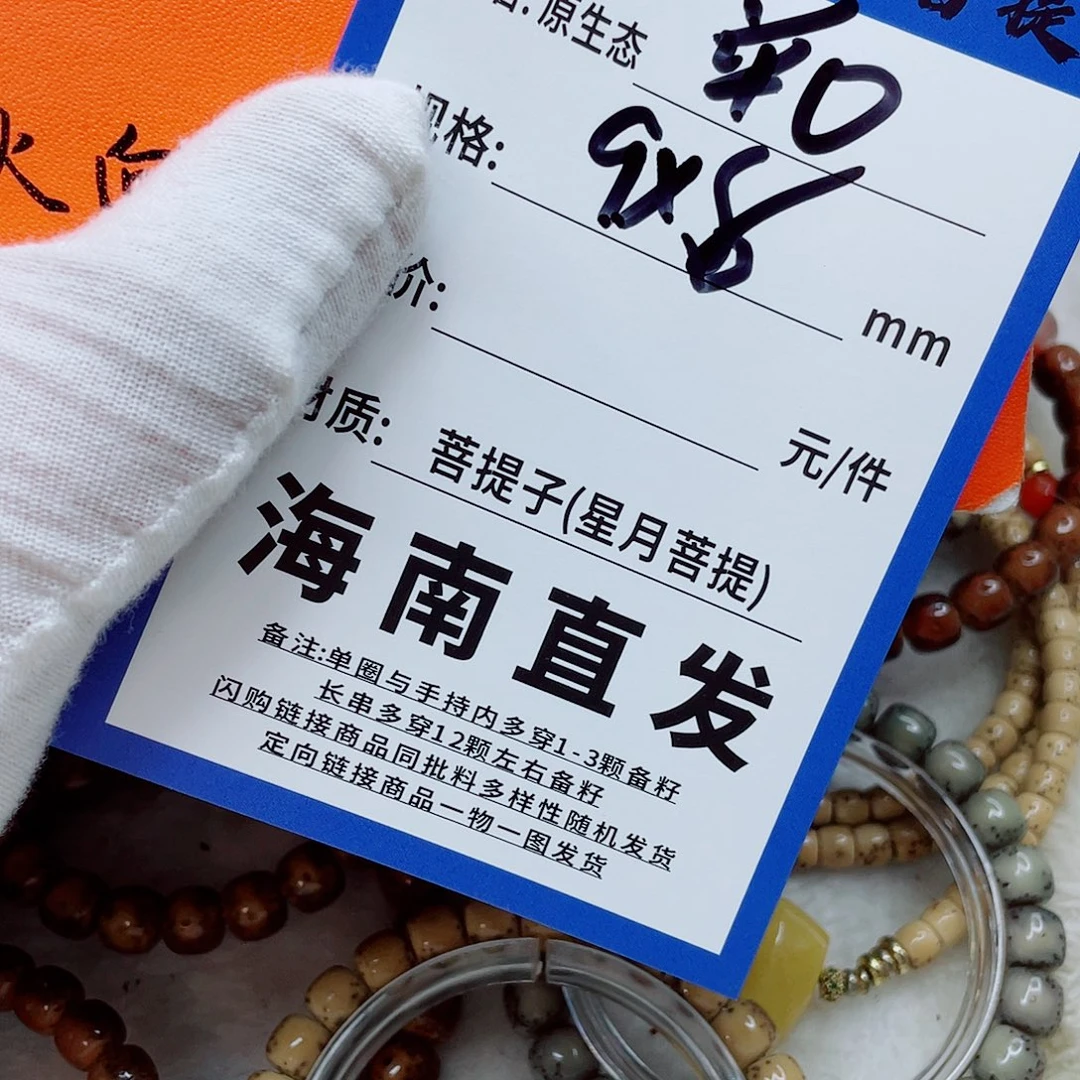 原生态
规格: mm
价: 元/件
材质: 菩提子(星月菩提)
海南直发
备注:单圈与手持内多穿1-3颗备籽
长串多穿12颗左右备籽
闪购链接商品同批料多样性随机发货
定向链接商品一物一图发货
火